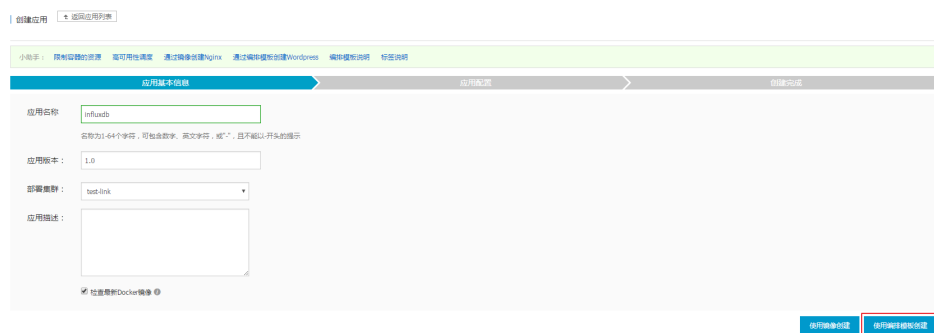 创建应用 返回应用列表
小助手： 限制容器的资源 高可用性调度 通过镜像创建Nginx 通过编排模板创建Wordpress 编排模板说明 标签说明
应用基本信息 应用配置 创建完成
应用名称 influxdb
名称为1-64个字符，可包含数字、英文字符，或"-"，且不能以-开头的提示
应用版本： 1.0
部署集群： test-link
应用描述：
检查最新Docker镜像
使用镜像创建 使用编排模板创建